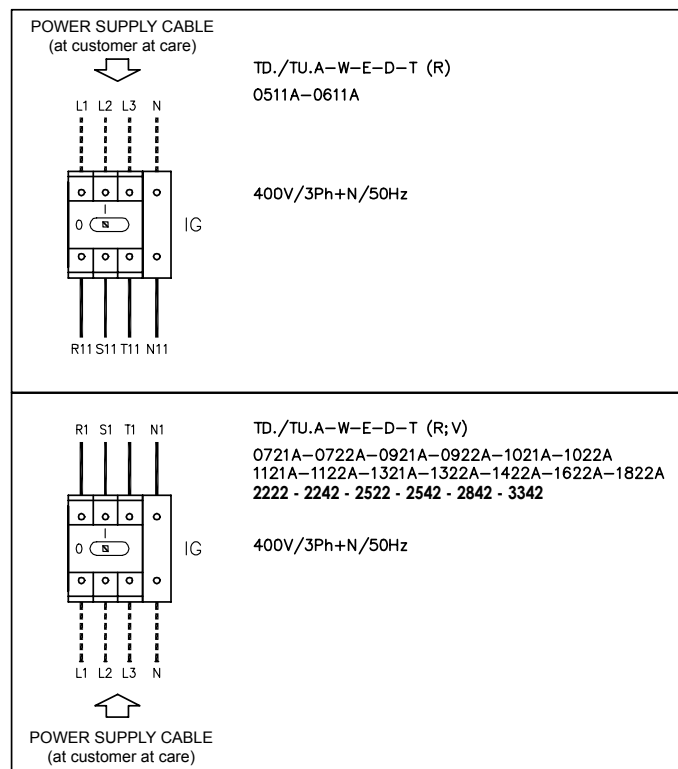 POWER SUPPLY CABLE
(at customer at care)
TD./TU.A-W-E-D-T (R)
0511A-0611A
L1 L2 L3 N
400V/3Ph+N/50Hz
I
0
IG
R11 S11 T11 N11
R1 S1 T1 N1
TD./TU.A-W-E-D-T (R;V)
0721A-0722A-0921A-0922A-1021A-1022A
1121A-1122A-1321A-1322A-1422A-1622A-1822A
2222 - 2242 - 2522 - 2542 - 2842 - 3342
I
0
IG
400V/3Ph+N/50Hz
L1 L2 L3 N
POWER SUPPLY CABLE
(at customer at care)